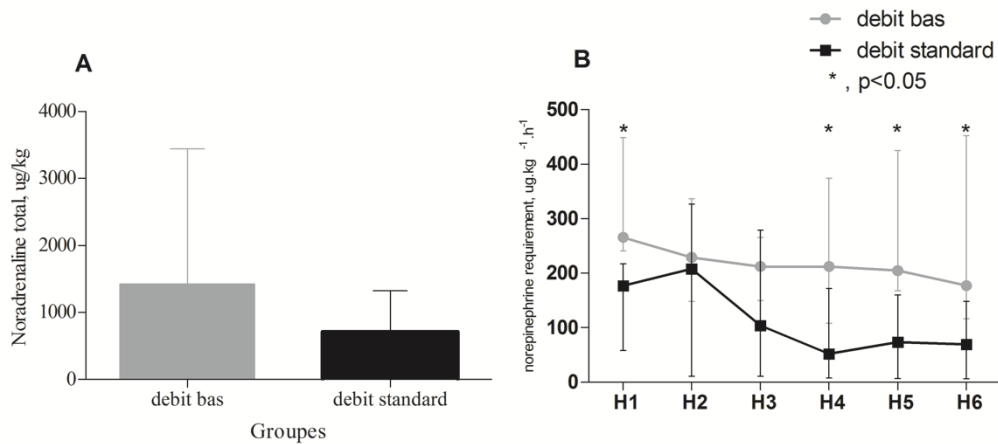 A
Noradrenaline total, ug/kg
4000
3000
2000
1000
0
debit bas
debit standard
Groupes
debit bas
debit standard
* , p<0.05
B
norepinephrine requirement, ug.kg -1.h-1
500
400
300
200
100
0
*
*
*
*
H1
H2
H3
H4
H5
H6